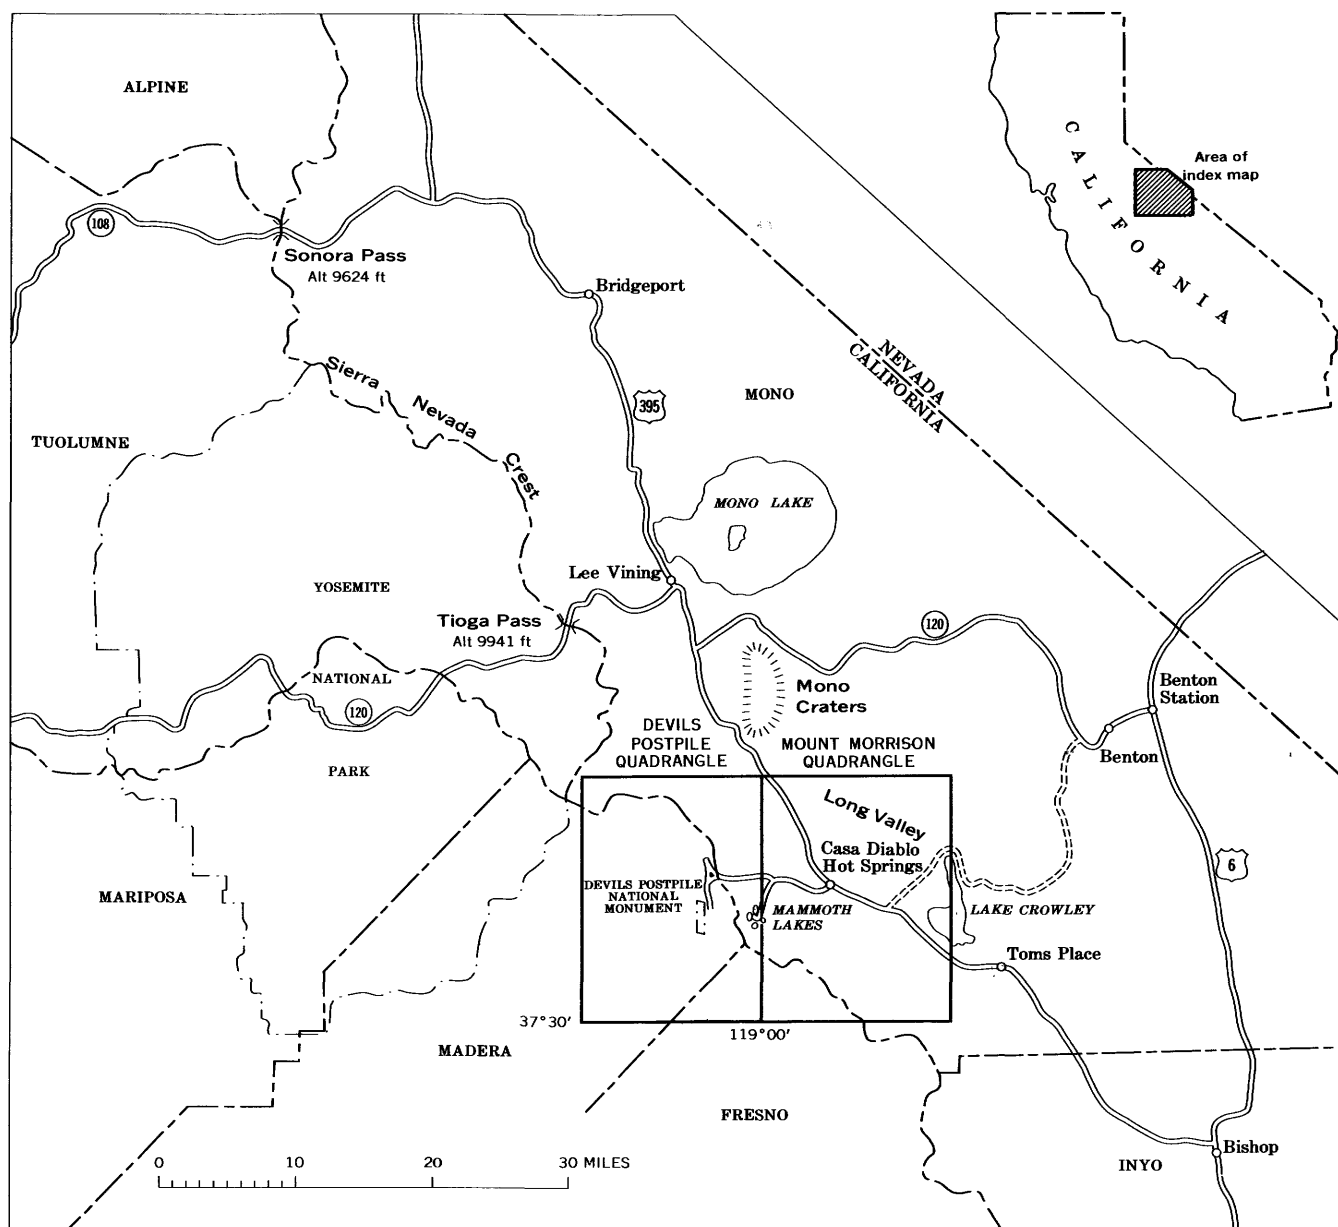 ALPINE
108
Sonora Pass
Alt 9624 ft
Bridgeport
Area of
index map
CALIFORNIA
NEVADA
CALIFORNIA
Sierra Nevada Crest
395
MONO
TUOLUMNE
MONO LAKE
Lee Vining
YOSEMITE
Tioga Pass
Alt 9941 ft
120
NATIONAL
120
Mono
Craters
Benton
Station
DEVILS
POSTPILE
QUADRANGLE
MOUNT MORRISON
QUADRANGLE
Benton
PARK
Long Valley
Casa Diablo
Hot Springs
6
MARIPOSA
DEVILS POSTPILE
NATIONAL
MONUMENT
MAMMOTH
LAKES
LAKE CROWLEY
Toms Place
37°30'
119°00'
MADERA
FRESNO
INYO
Bishop
0 10 20 30 MILES